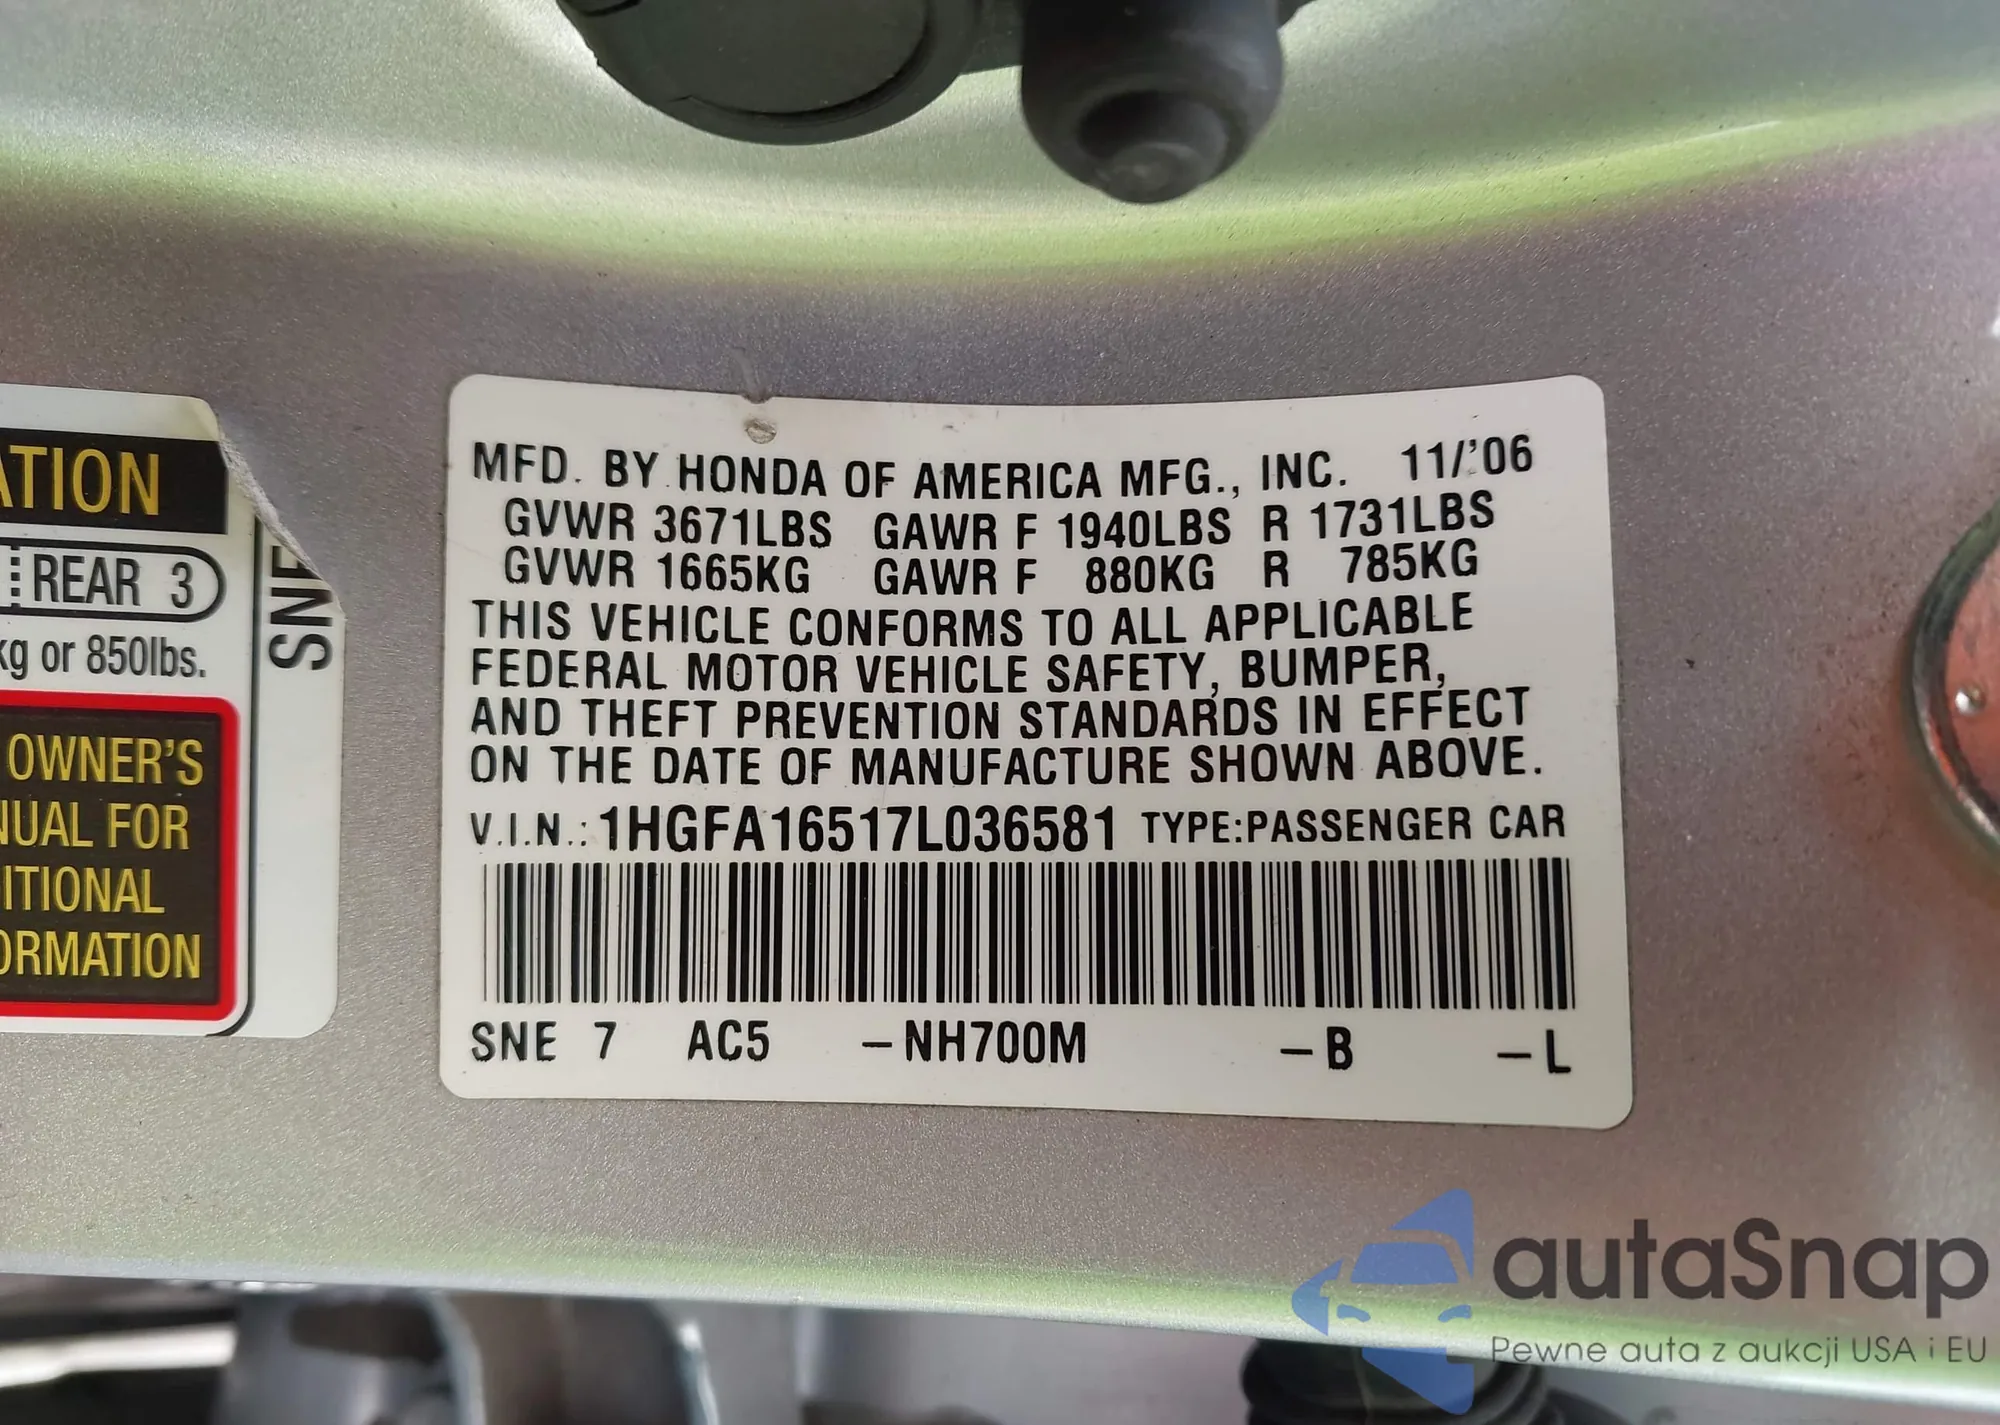 ATION
REAR 3
kg or 850lbs.
OWNER'S
NUAL FOR
DITIONAL
ORMATION
SNE
MFD. BY HONDA OF AMERICA MFG., INC. 11/'06
GVWR 3671LBS GAWR F 1940LBS R 1731LBS
GVWR 1665KG GAWR F 880KG R 785KG
THIS VEHICLE CONFORMS TO ALL APPLICABLE
FEDERAL MOTOR VEHICLE SAFETY, BUMPER,
AND THEFT PREVENTION STANDARDS IN EFFECT
ON THE DATE OF MANUFACTURE SHOWN ABOVE.
V.I.N.: 1HGFA16517L036581 TYPE:PASSENGER CAR
SNE 7 AC5 –NH700M –B –L
autaSnap
Pewne auta z aukcji USA i EU